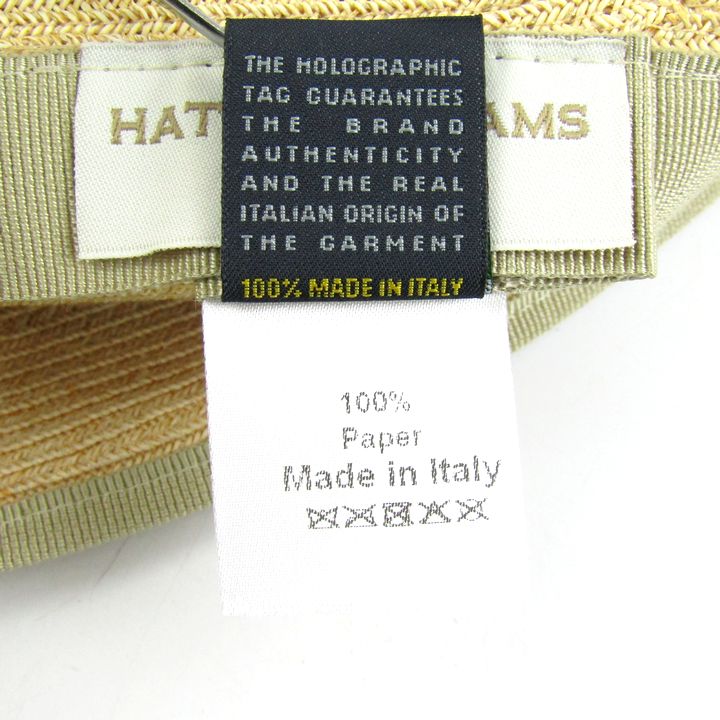 HAT AMS
THE HOLOGRAPHIC
TAG GUARANTEES
THE BRAND
AUTHENTICITY
AND THE REAL
ITALIAN ORIGIN OF
THE GARMENT
100% MADE IN ITALY
100%
Paper
Made in Italy